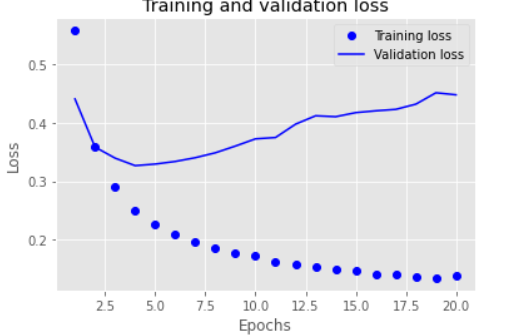 Training and validation loss
Training loss
Validation loss
0.5
0.4
0.3
0.2
Loss
2.5 5.0 7.5 10.0 12.5 15.0 17.5 20.0
Epochs